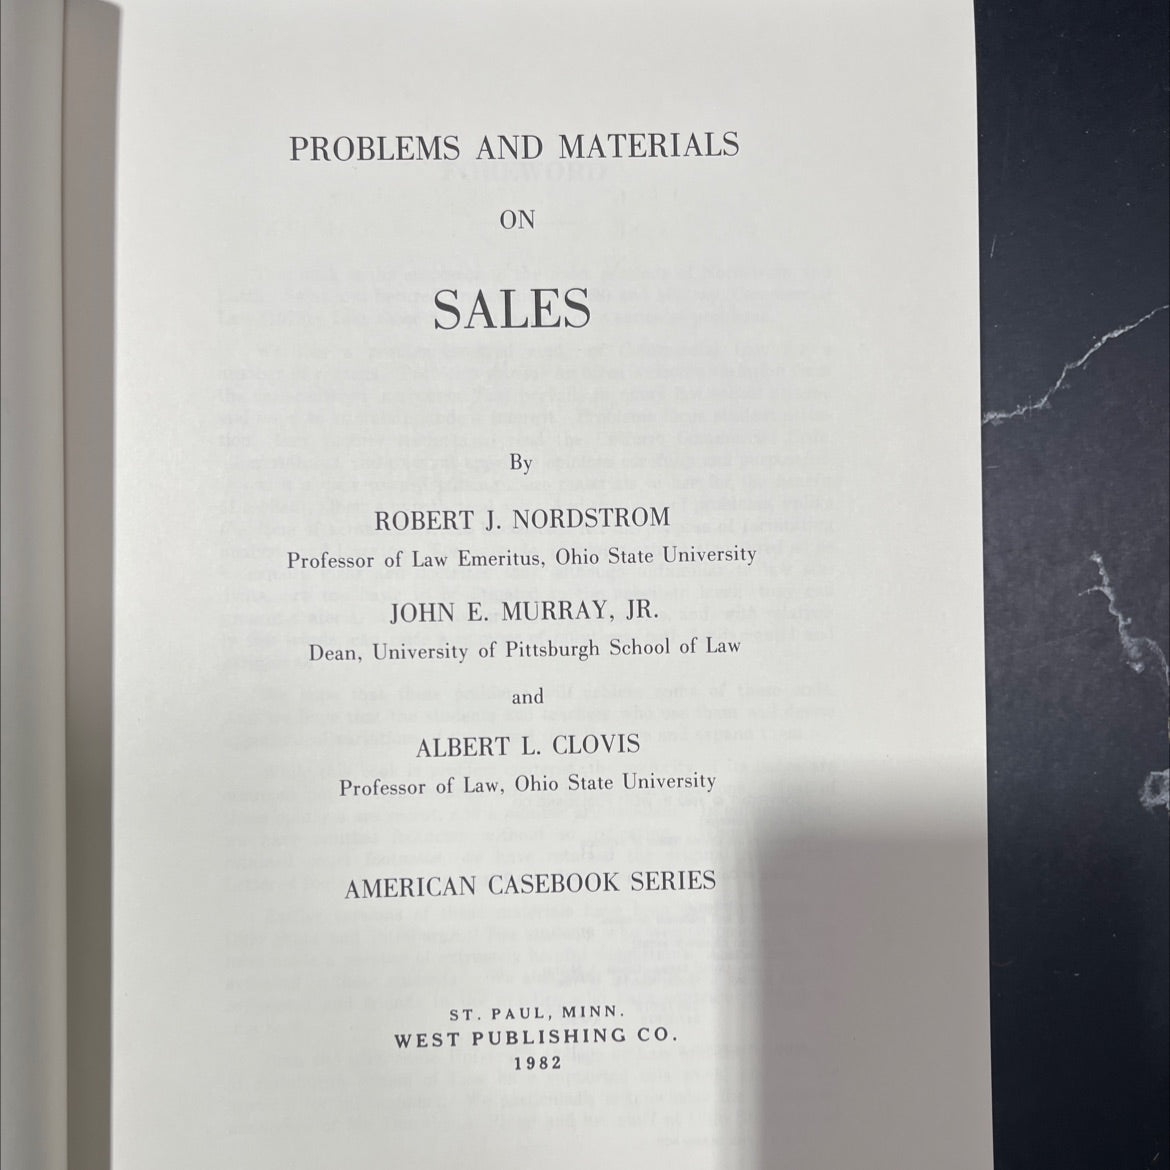 PROBLEMS AND MATERIALS
ON
SALES
By
ROBERT J. NORDSTROM
Professor of Law Emeritus, Ohio State University
JOHN E. MURRAY, JR.
Dean, University of Pittsburgh School of Law
and
ALBERT L. CLOVIS
Professor of Law, Ohio State University
AMERICAN CASEBOOK SERIES
ST. PAUL, MINN.
WEST PUBLISHING CO.
1982